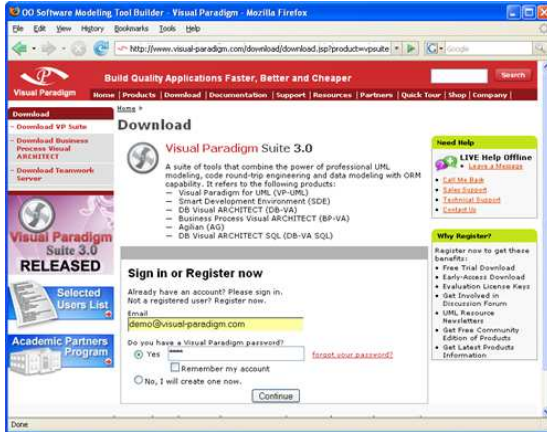 OO Software Modeling Tool Builder - Visual Paradigm - Mozilla Firefox
File Edit View History Bookmarks Tools Help
http://www.visual-paradigm.com/download/download.jsp?product=vpsuite
Google
Visual Paradigm
Build Quality Applications Faster, Better and Cheaper
Search
Home | Products | Download | Documentation | Support | Resources | Partners | Quick Tour | Shop | Company |
Download
- Download VP Suite
- Download Business
Process Visual
ARCHITECT
- Download Teamwork
Server
Visual Paradigm
Suite 3.0
RELEASED
Selected
Users List
Academic Partners
Program
Home >
Download
Visual Paradigm Suite 3.0
A suite of tools that combine the power of professional UML
modeling, code round-trip engineering and data modeling with ORM
capability. It refers to the following products:
— Visual Paradigm for UML (VP-UML)
— Smart Development Environment (SDE)
— DB Visual ARCHITECT (DB-VA)
— Business Process Visual ARCHITECT (BP-VA)
— Agilian (AG)
— DB Visual ARCHITECT SQL (DB-VA SQL)
Sign in or Register now
Already have an account? Please sign in.
Not a registered user? Register now.
Email
demo@visual-paradigm.com
Do you have a Visual Paradigm password?
Yes ****
forgot your password?
Remember my account
No, I will create one now.
Continue
Need Help
LIVE Help Offline
Leave a Message
• Call Me Back
• Sales Support
• Technical Support
• Contact Us
Why Register?
Register now to get these
benefits:
• Free Trial Download
• Early-Access Download
• Evaluation License Keys
• Get Involved in
Discussion Forum
• UML Resource
Newsletters
• Get Free Community
Edition of Products
• Get Latest Products
Information
Done